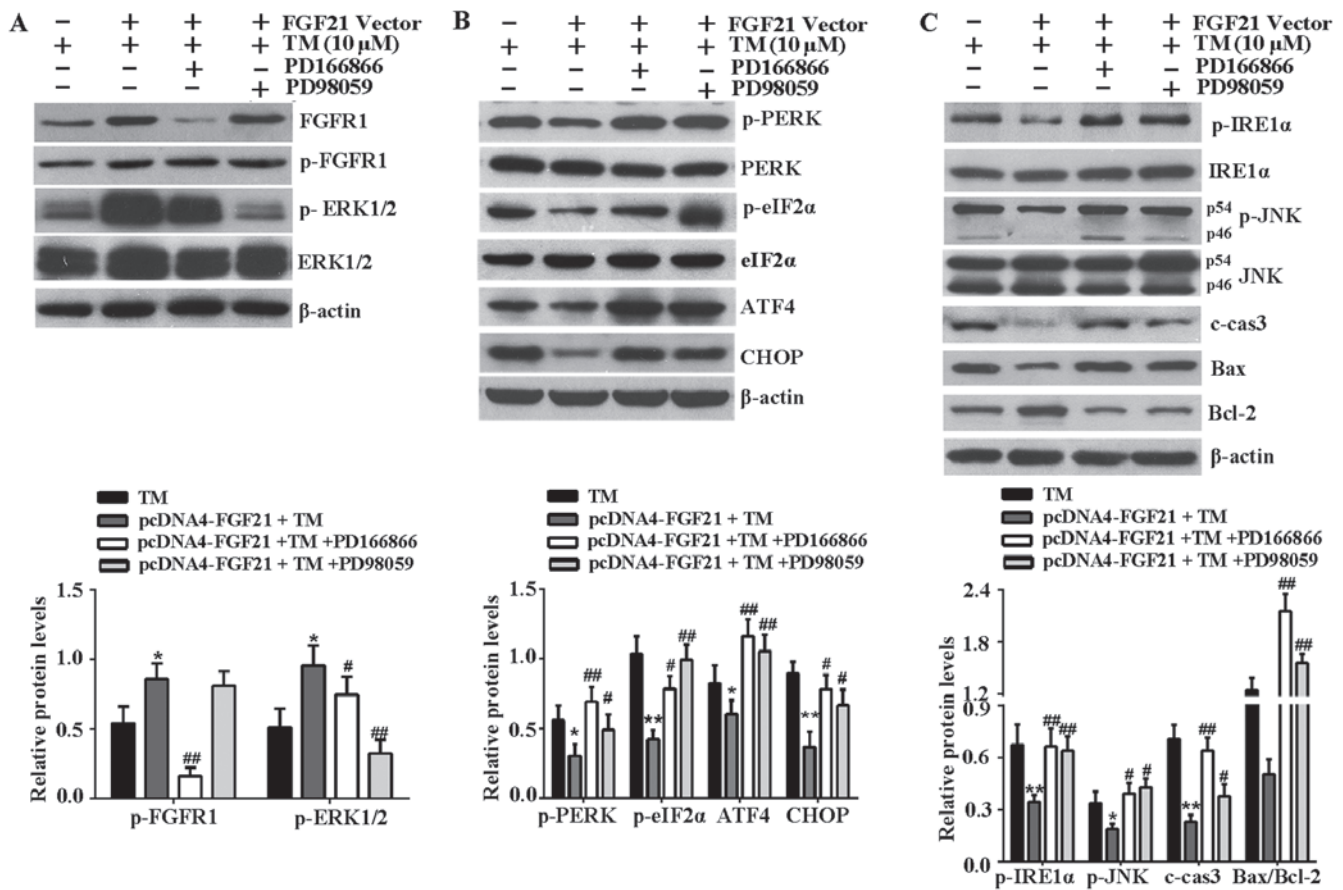 A
− + + + FGF21 Vector
+ + + + TM (10 µM)
− − + − PD166866
− − − + PD98059
FGFR1
p-FGFR1
p- ERK1/2
ERK1/2
β-actin
TM
pcDNA4-FGF21 + TM
pcDNA4-FGF21 +TM +PD166866
pcDNA4-FGF21 + TM +PD98059
Relative protein levels
1.5
1.0
0.5
0.0
* ## * # ##
p-FGFR1 p-ERK1/2
B
− + + + FGF21 Vector
+ + + + TM (10 µM)
− − + − PD166866
− − − + PD98059
p-PERK
PERK
p-eIF2α
eIF2α
ATF4
CHOP
β-actin
TM
pcDNA4-FGF21 + TM
pcDNA4-FGF21 +TM +PD166866
pcDNA4-FGF21 + TM +PD98059
Relative protein levels
1.5
1.0
0.5
0.0
* ## # ** # ## * ## ## ** # #
p-PERK p-eIF2α ATF4 CHOP
C
− + + + FGF21 Vector
+ + + + TM (10 µM)
− − + − PD166866
− − − + PD98059
p-IRE1α
IRE1α
p54 p-JNK
p46
p54 JNK
p46
c-cas3
Bax
Bcl-2
β-actin
TM
pcDNA4-FGF21 + TM
pcDNA4-FGF21 +TM +PD166866
pcDNA4-FGF21 + TM +PD98059
Relative protein levels
2.4
1.8
1.2
0.9
0.6
0.3
0.0
** ## ## * # # ** ## # ## ##
p-IRE1α p-JNK c-cas3 Bax/Bcl-2